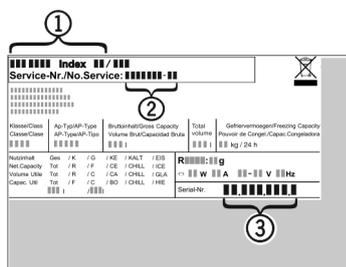 1
Index /
Service-Nr./No.Service: -
2
Klasse/Classe Ap-Typ/AP-Type Bruttoinhalt/Gross Capacity Total Gefriervermoegen/Freezing Capacity
Classe/Clase AP-Type/AP-Tipo Volume Brut/Capacidad Bruta volume Pouvoir de Congel./Capac.Congeladora
l l kg / 24 h
Nutzinhalt Ges / K / G / KE / KALT / EIS
Net.Capacity Tot / R / F / CE / CHILL / ICE
Volume Utile Tot / R / C / CA / CHILL / GLA
Capac. Util Tot / F / C / BO / CHILL / HIE
l / l
R : g
W A - V Hz
Serial-Nr. . . .
3